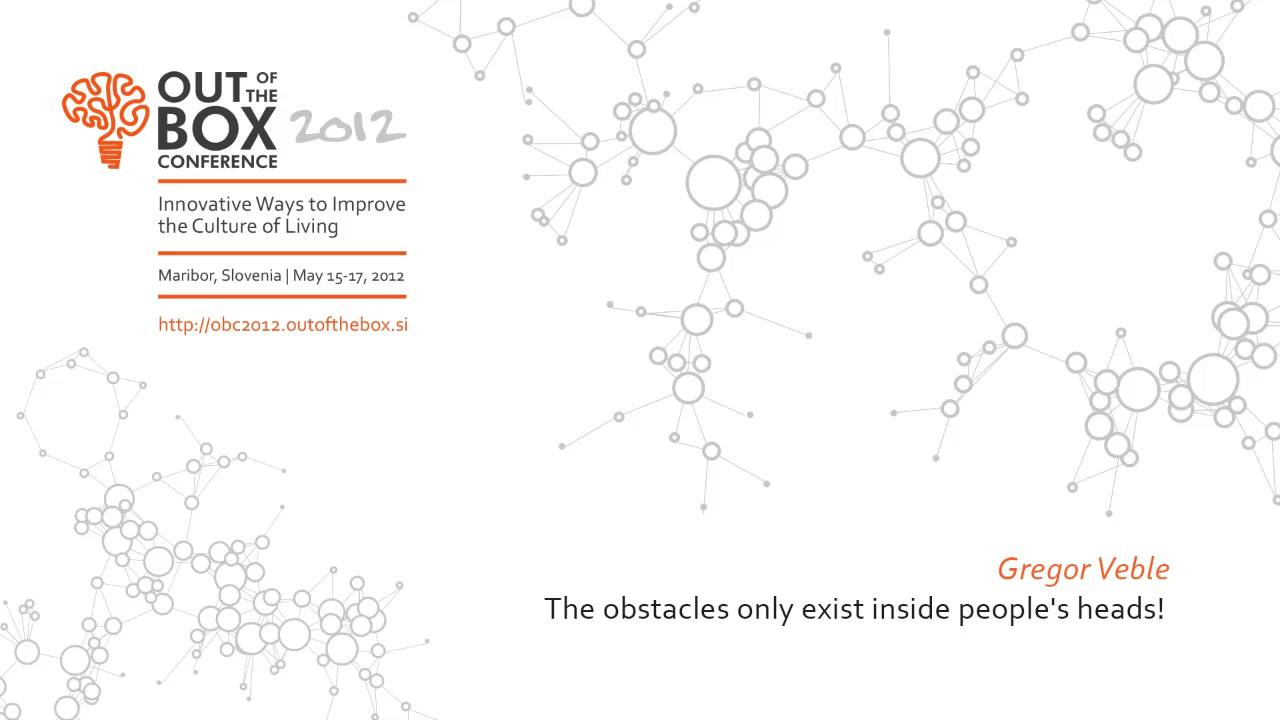 OUT OF THE
BOX 2012
CONFERENCE
Innovative Ways to Improve
the Culture of Living
Maribor, Slovenia | May 15-17, 2012
http://obc2012.outofthebox.si
Gregor Veble
The obstacles only exist inside people's heads!